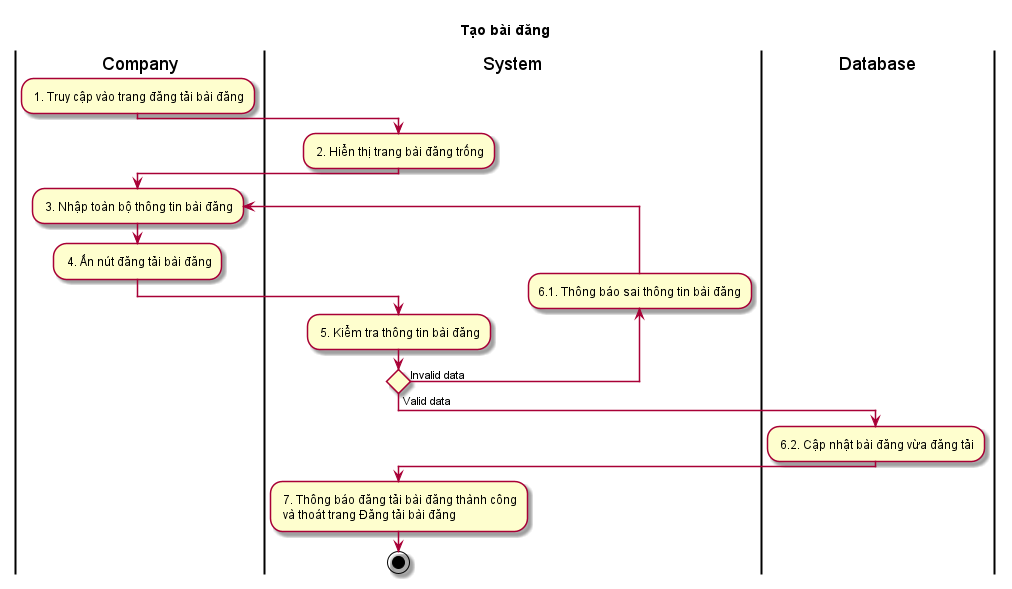 Tạo bài đăng
Company
System
Database
1. Truy cập vào trang đăng tải bài đăng
2. Hiển thị trang bài đăng trống
3. Nhập toàn bộ thông tin bài đăng
4. Ấn nút đăng tải bài đăng
6.1. Thông báo sai thông tin bài đăng
5. Kiểm tra thông tin bài đăng
Invalid data
Valid data
6.2. Cập nhật bài đăng vừa đăng tải
7. Thông báo đăng tải bài đăng thành công
và thoát trang Đăng tải bài đăng